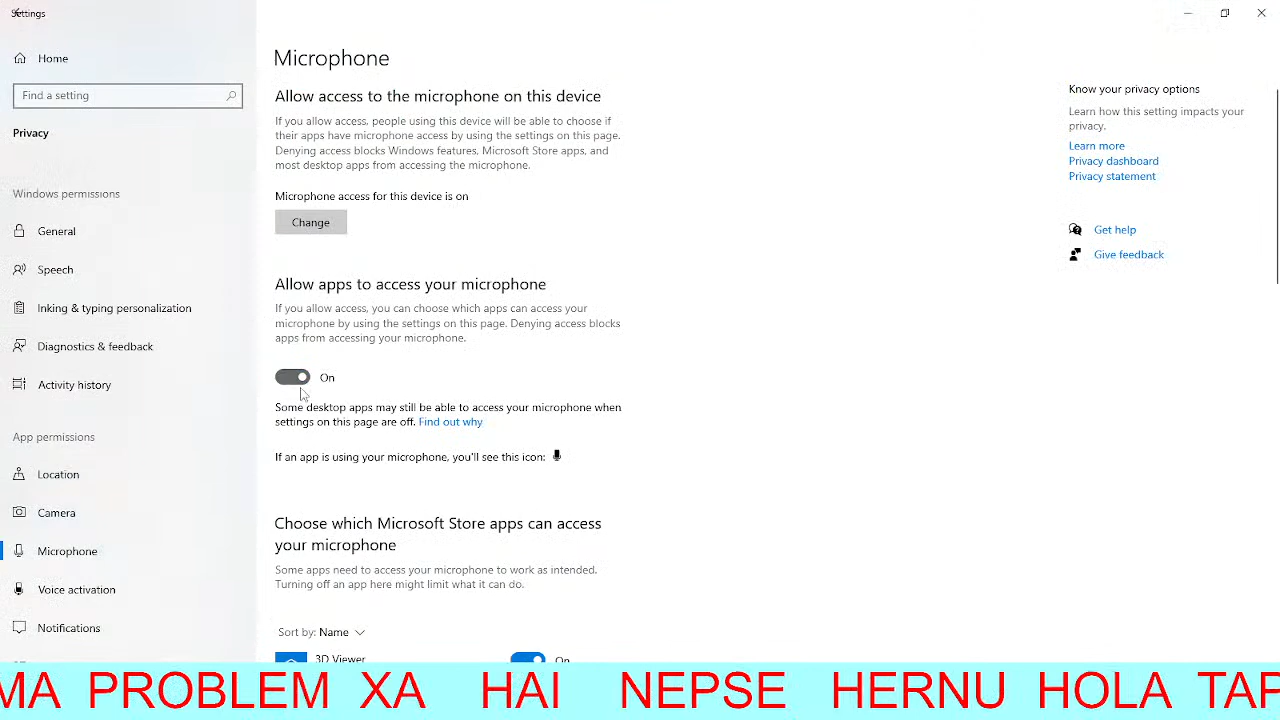 Settings
Home
Find a setting
Privacy
Windows permissions
General
Speech
Inking & typing personalization
Diagnostics & feedback
Activity history
App permissions
Location
Camera
Microphone
Voice activation
Notifications
Microphone
Allow access to the microphone on this device
If you allow access, people using this device will be able to choose if
their apps have microphone access by using the settings on this page.
Denying access blocks Windows features, Microsoft Store apps, and
most desktop apps from accessing the microphone.
Microphone access for this device is on
Change
Allow apps to access your microphone
If you allow access, you can choose which apps can access your
microphone by using the settings on this page. Denying access blocks
apps from accessing your microphone.
On
Some desktop apps may still be able to access your microphone when
settings on this page are off. Find out why
If an app is using your microphone, you'll see this icon:
Choose which Microsoft Store apps can access
your microphone
Some apps need to access your microphone to work as intended.
Turning off an app here might limit what it can do.
Sort by: Name
3D Viewer
On
Know your privacy options
Learn how this setting impacts your
privacy.
Learn more
Privacy dashboard
Privacy statement
Get help
Give feedback
MA PROBLEM XA HAI NEPSE HERNU HOLA TAP